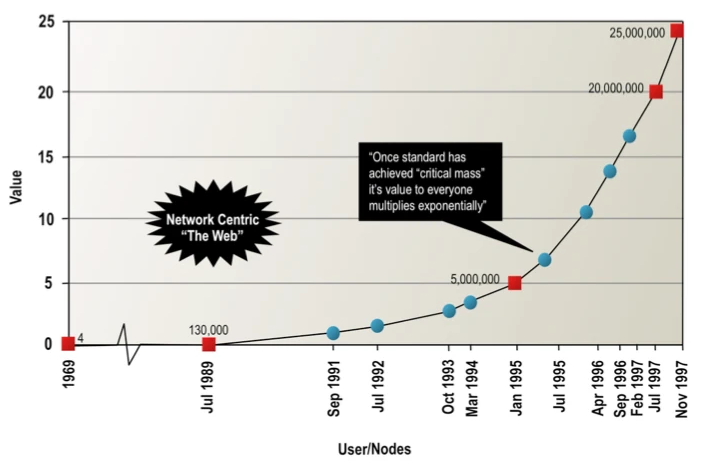 25
25,000,000
20
20,000,000
"Once standard has
achieved "critical mass"
it's value to everyone
multiplies exponentially"
15
Value
10
Network Centric
"The Web"
5
5,000,000
0
4
130,000
1969
Jul 1989
Sep 1991
Jul 1992
Oct 1993
Mar 1994
Jan 1995
Jul 1995
Apr 1996
Sep 1996
Feb 1997
Jul 1997
Nov 1997
User/Nodes